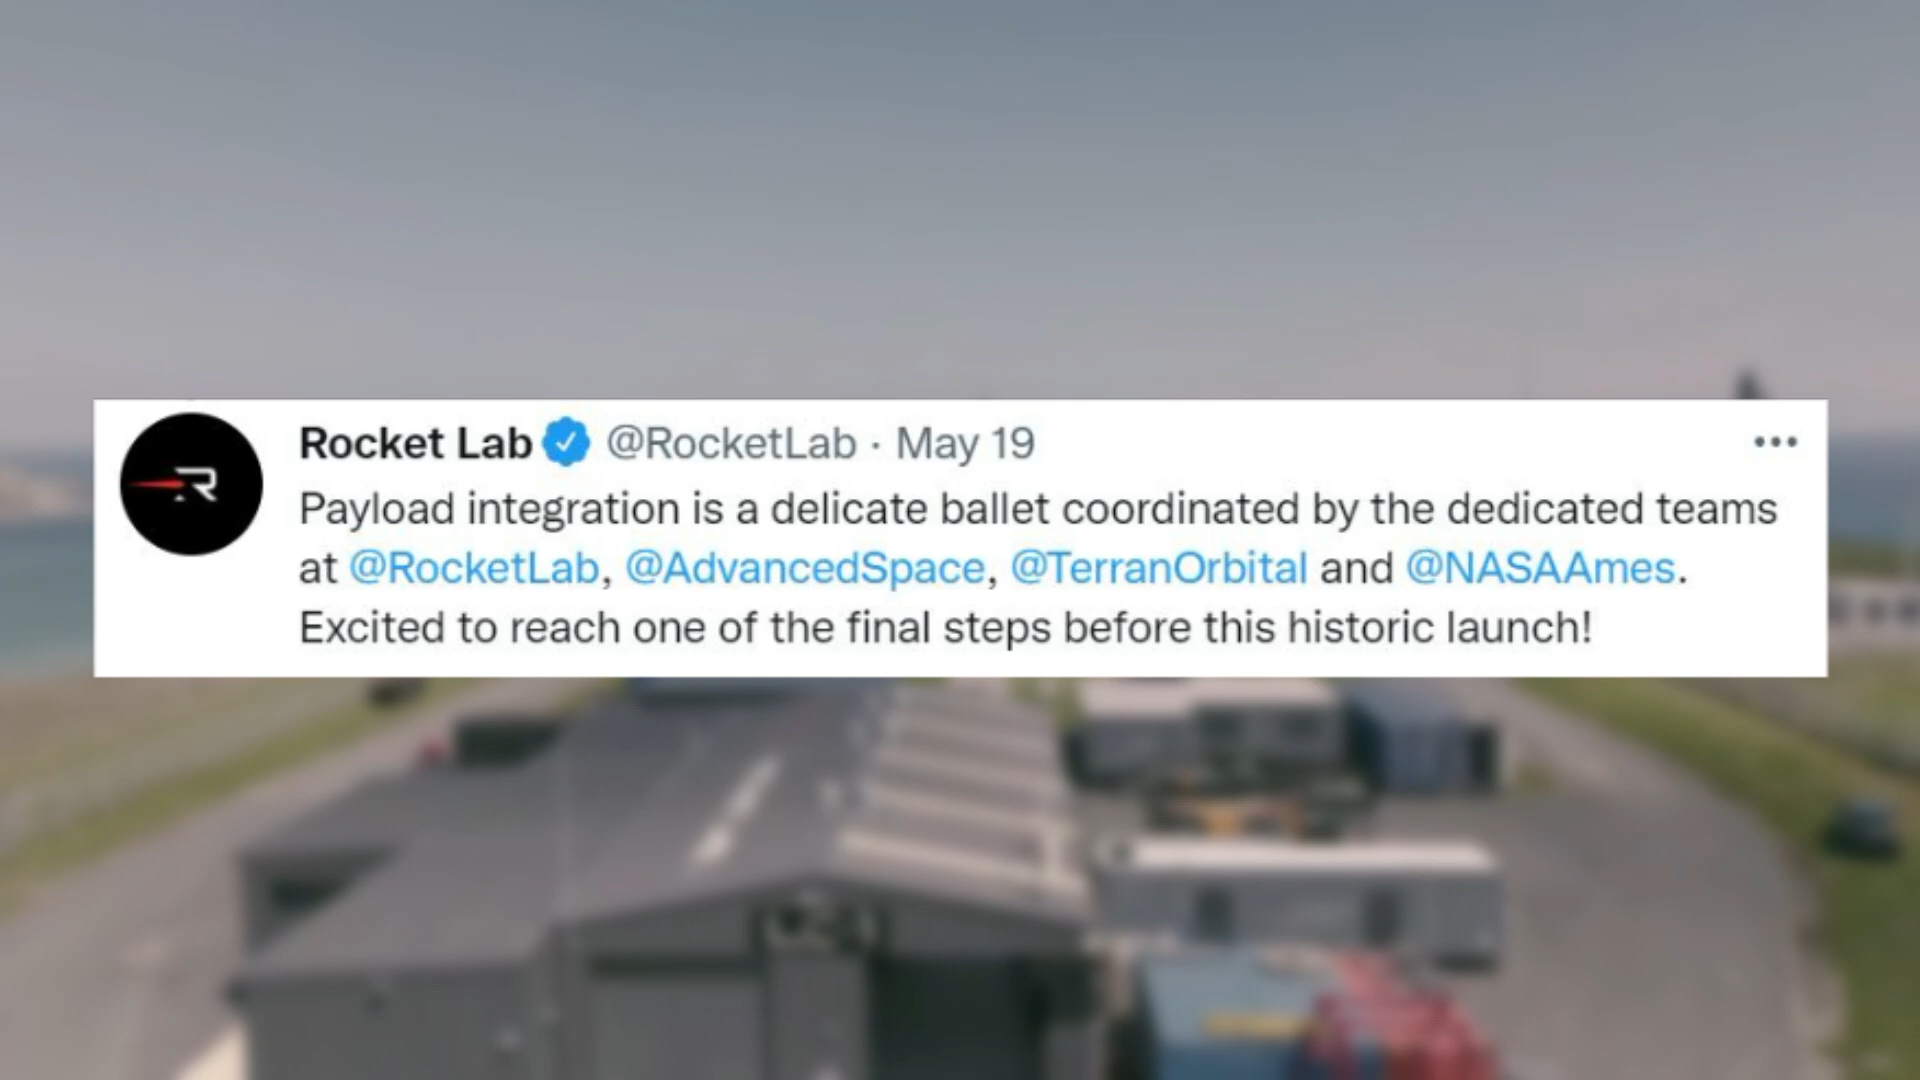 Rocket Lab @RocketLab · May 19
Payload integration is a delicate ballet coordinated by the dedicated teams
at @RocketLab, @AdvancedSpace, @TerranOrbital and @NASAAmes.
Excited to reach one of the final steps before this historic launch!